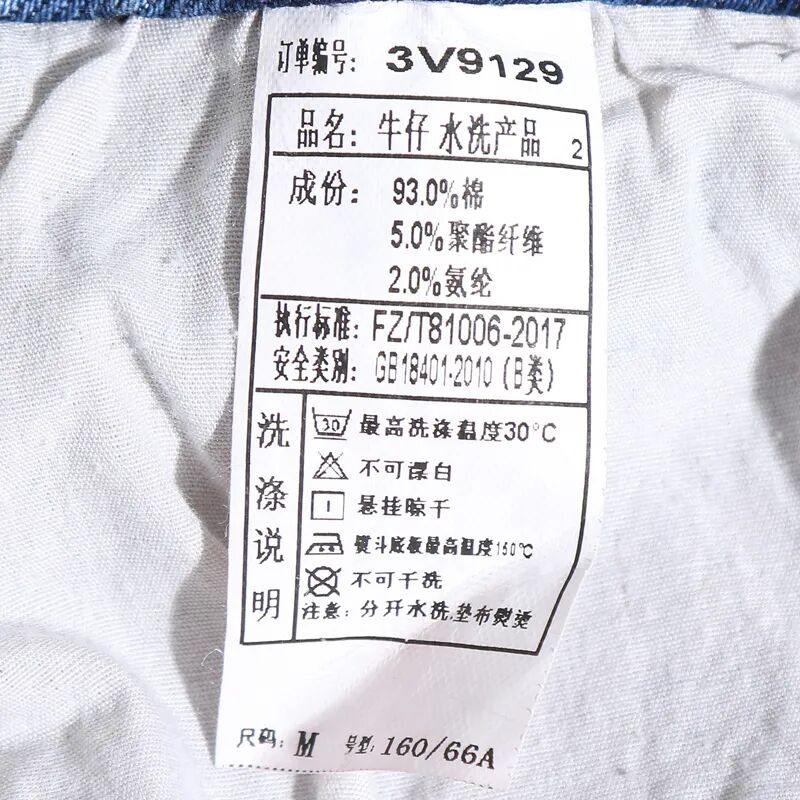 订单编号: 3V9129
品名: 牛仔 水洗产品 2
成份: 93.0%棉
5.0%聚酯纤维
2.0%氨纶
执行标准: FZ/T81006-2017
安全类别: GB18401-2010 (B类)
洗涤说明
30 最高洗涤温度30°C
不可漂白
悬挂晾干
熨斗底板最高温度150℃
不可干洗
注意: 分开水洗,垫布熨烫
尺码: M 号型: 160/66A